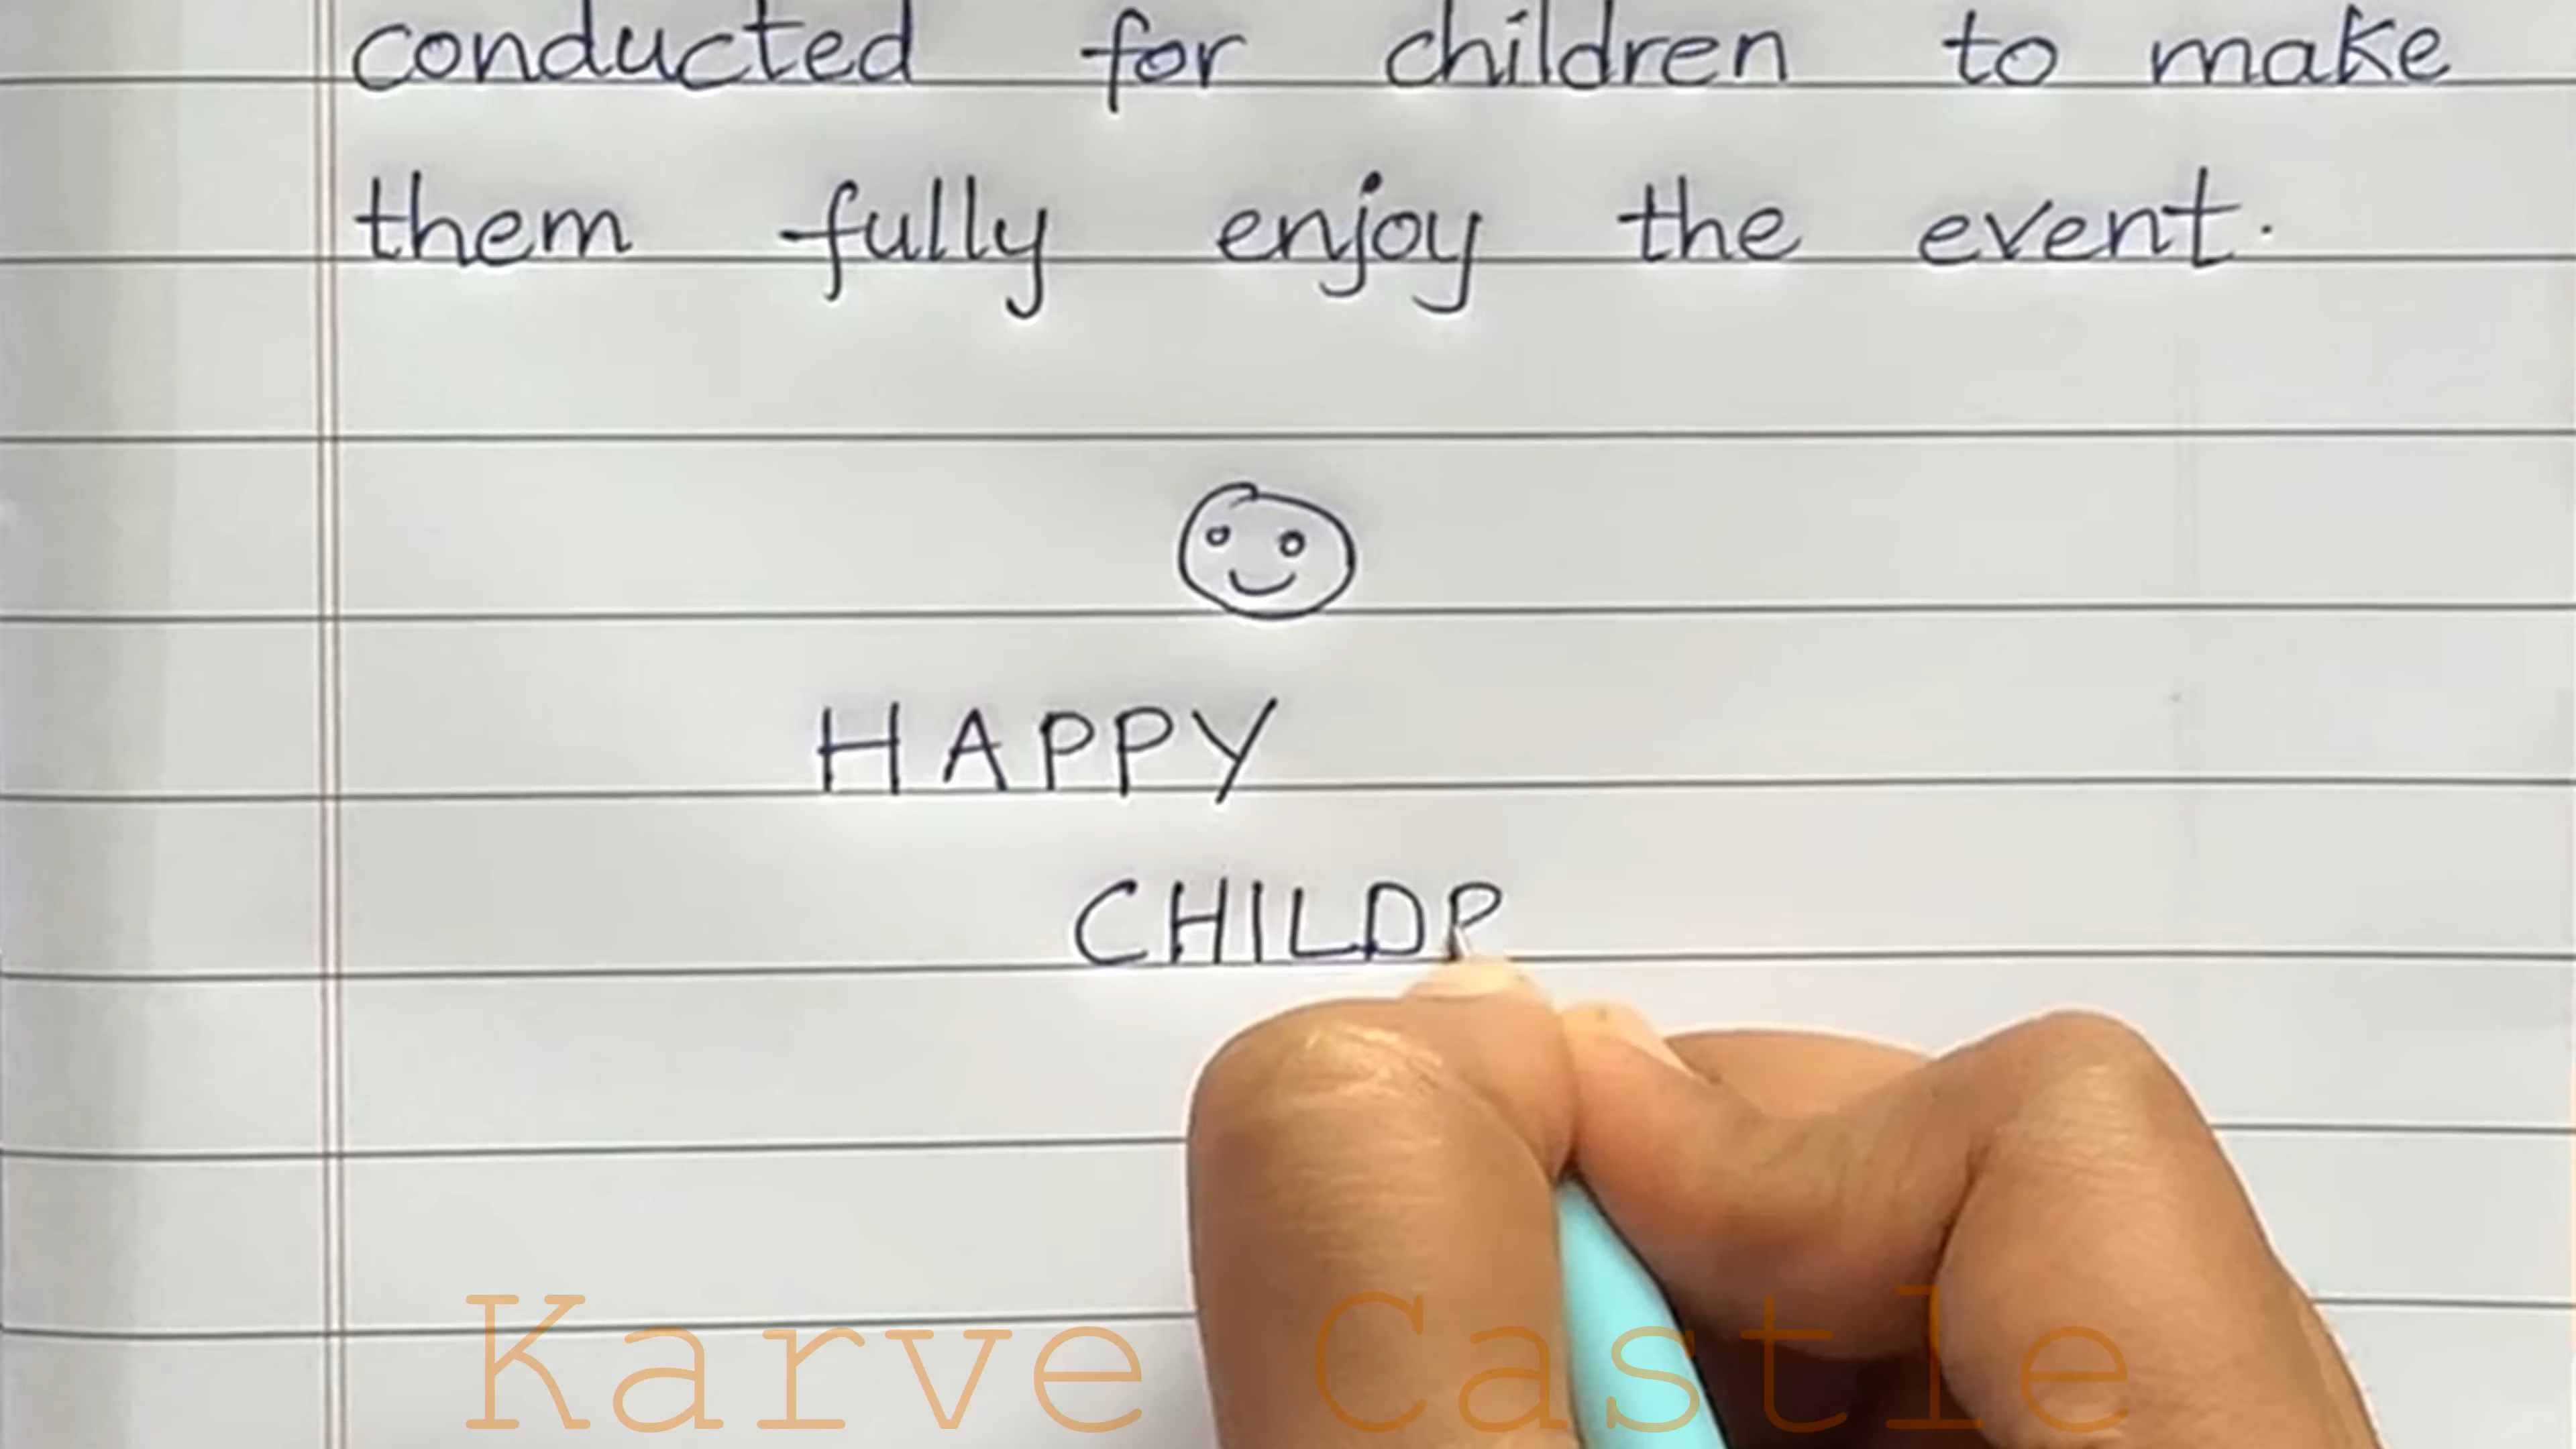 conducted for children to make
them fully enjoy the event.
HAPPY
CHILDR
Karve Castle